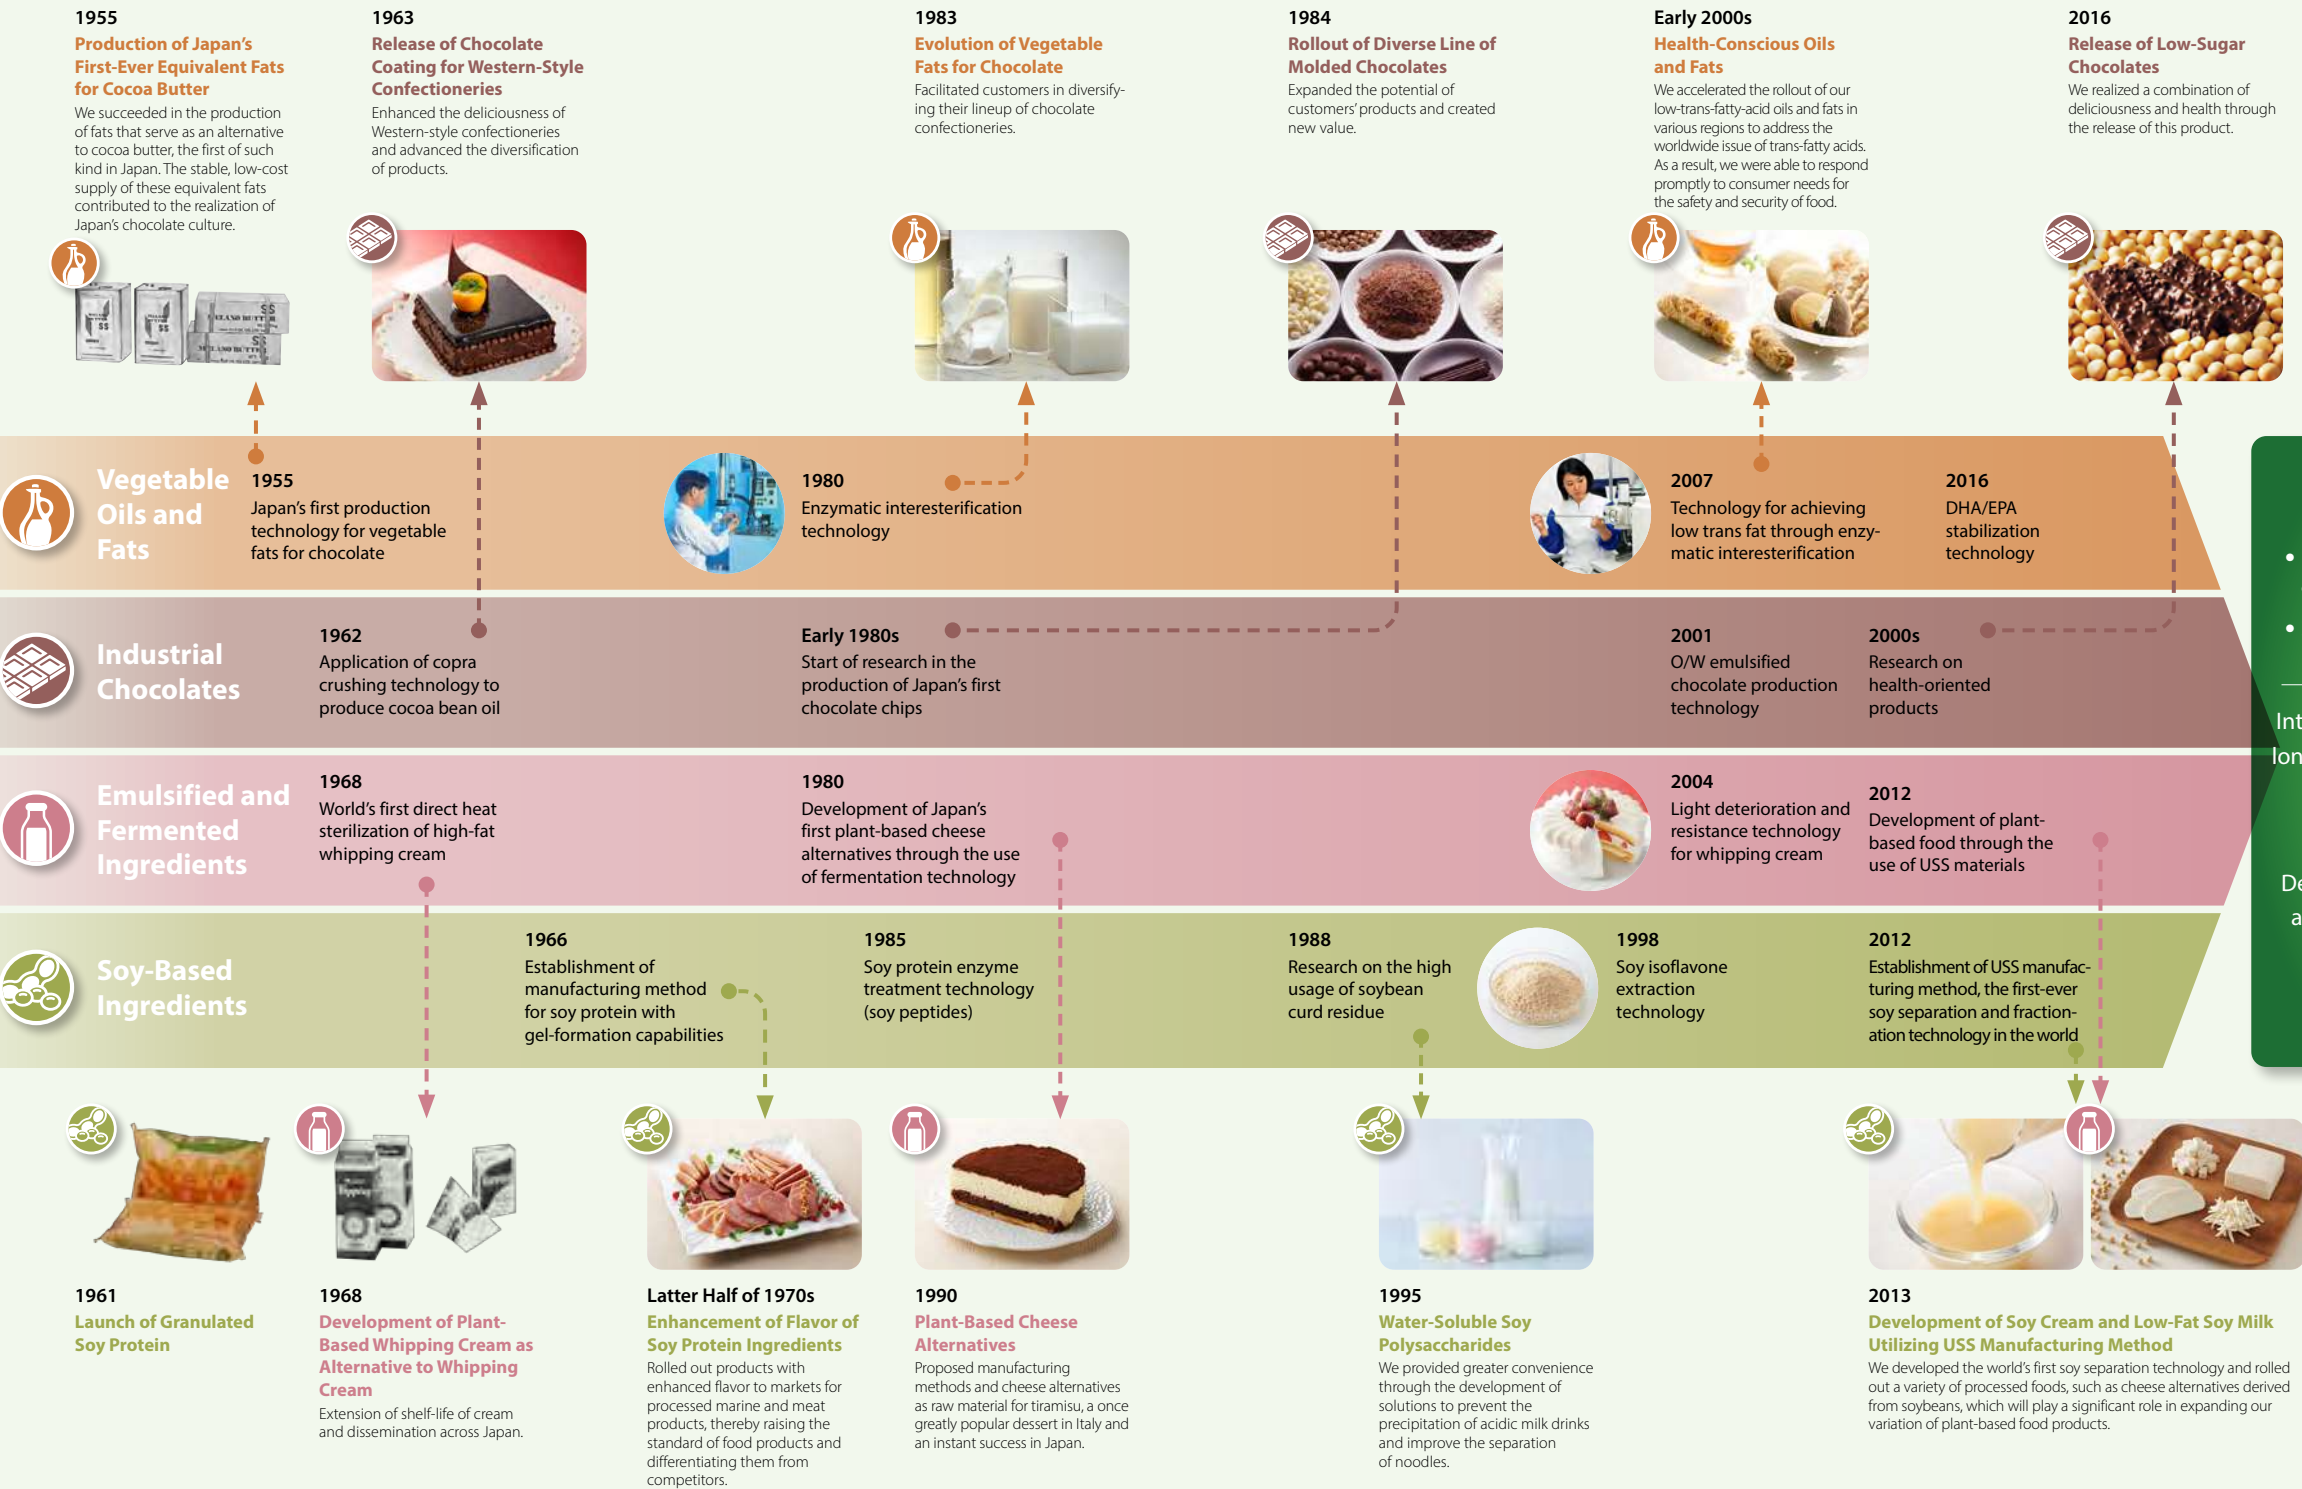 1955
Production of Japan's
First-Ever Equivalent Fats
for Cocoa Butter
We succeeded in the production
of fats that serve as an alternative
to cocoa butter, the first of such
kind in Japan. The stable, low-cost
supply of these equivalent fats
contributed to the realization of
Japan's chocolate culture.
1963
Release of Chocolate
Coating for Western-Style
Confectioneries
Enhanced the deliciousness of
Western-style confectioneries
and advanced the diversification
of products.
1983
Evolution of Vegetable
Fats for Chocolate
Facilitated customers in diversify-
ing their lineup of chocolate
confectioneries.
1984
Rollout of Diverse Line of
Molded Chocolates
Expanded the potential of
customers' products and created
new value.
Early 2000s
Health-Conscious Oils
and Fats
We accelerated the rollout of our
low-trans-fatty-acid oils and fats in
various regions to address the
worldwide issue of trans-fatty acids.
As a result, we were able to respond
promptly to consumer needs for
the safety and security of food.
2016
Release of Low-Sugar
Chocolates
We realized a combination of
deliciousness and health through
the release of this product.
Vegetable
Oils and
Fats
1955
Japan's first production
technology for vegetable
fats for chocolate
1980
Enzymatic interesterification
technology
2007
Technology for achieving
low trans fat through enzy-
matic interesterification
2016
DHA/EPA
stabilization
technology
Industrial
Chocolates
1962
Application of copra
crushing technology to
produce cocoa bean oil
Early 1980s
Start of research in the
production of Japan's first
chocolate chips
2001
O/W emulsified
chocolate production
technology
2000s
Research on
health-oriented
products
Emulsified and
Fermented
Ingredients
1968
World's first direct heat
sterilization of high-fat
whipping cream
1980
Development of Japan's
first plant-based cheese
alternatives through the use
of fermentation technology
2004
Light deterioration and
resistance technology
for whipping cream
2012
Development of plant-
based food through the
use of USS materials
Soy-Based
Ingredients
1966
Establishment of
manufacturing method
for soy protein with
gel-formation capabilities
1985
Soy protein enzyme
treatment technology
(soy peptides)
1988
Research on the high
usage of soybean
curd residue
1998
Soy isoflavone
extraction
technology
2012
Establishment of USS manufac-
turing method, the first-ever
soy separation and fraction-
ation technology in the world
1961
Launch of Granulated
Soy Protein
1968
Development of Plant-
Based Whipping Cream as
Alternative to Whipping
Cream
Extension of shelf-life of cream
and dissemination across Japan.
Latter Half of 1970s
Enhancement of Flavor of
Soy Protein Ingredients
Rolled out products with
enhanced flavor to markets for
processed marine and meat
products, thereby raising the
standard of food products and
differentiating them from
competitors.
1990
Plant-Based Cheese
Alternatives
Proposed manufacturing
methods and cheese alternatives
as raw material for tiramisu, a once
greatly popular dessert in Italy and
an instant success in Japan.
1995
Water-Soluble Soy
Polysaccharides
We provided greater convenience
through the development of
solutions to prevent the
precipitation of acidic milk drinks
and improve the separation
of noodles.
2013
Development of Soy Cream and Low-Fat Soy Milk
Utilizing USS Manufacturing Method
We developed the world's first soy separation technology and rolled
out a variety of processed foods, such as cheese alternatives derived
from soybeans, which will play a significant role in expanding our
variation of plant-based food products.